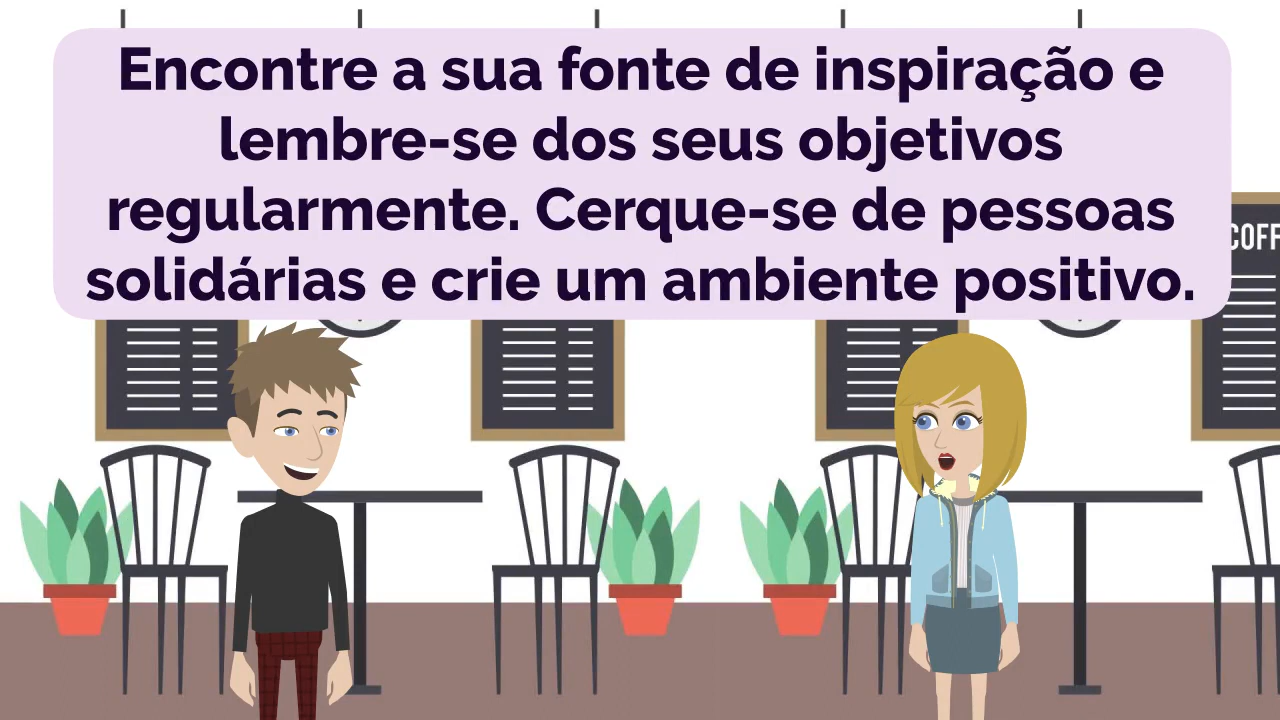 Encontre a sua fonte de inspiração e
lembre-se dos seus objetivos
regularmente. Cerque-se de pessoas
solidárias e crie um ambiente positivo.
COFF